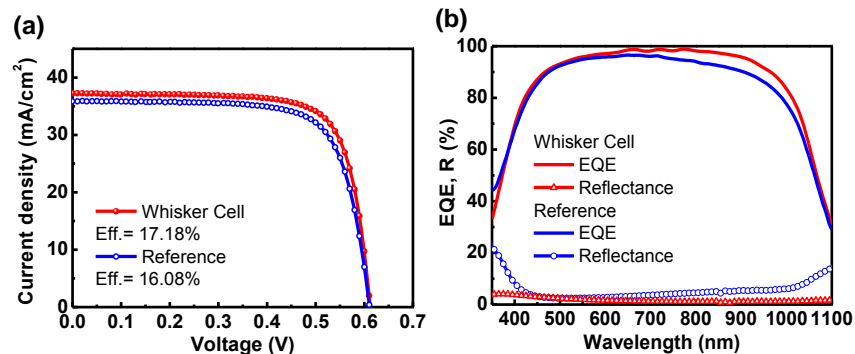 (a)
Current density (mA/cm²)
40
30
20
10
0
Whisker Cell
Eff.= 17.18%
Reference
Eff.= 16.08%
0.0 0.1 0.2 0.3 0.4 0.5 0.6 0.7
Voltage (V)
(b)
EQE, R (%)
100
80
60
40
20
0
Whisker Cell
EQE
Reflectance
Reference
EQE
Reflectance
400 500 600 700 800 900 1000 1100
Wavelength (nm)